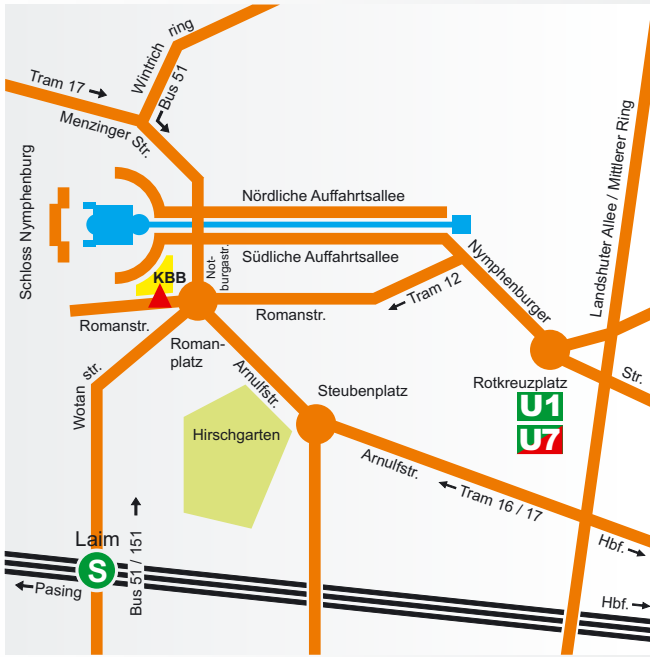 Wintrich ring
Tram 17
Bus 51
Menzinger Str.
Schloss Nymphenburg
Nördliche Auffahrtsallee
Südliche Auffahrtsallee
Not-
burgastr.
KBB
Nymphenburger
Str.
Landshuter Allee / Mittlerer Ring
Tram 12
Romanstr.
Romanstr.
Roman-
platz
Wotan str.
Arnulfstr.
Steubenplatz
Rotkreuzplatz
U1
U7
Hirschgarten
Arnulfstr.
Tram 16 / 17
Hbf.
Laim
S
Bus 51 / 151
Pasing
Hbf.